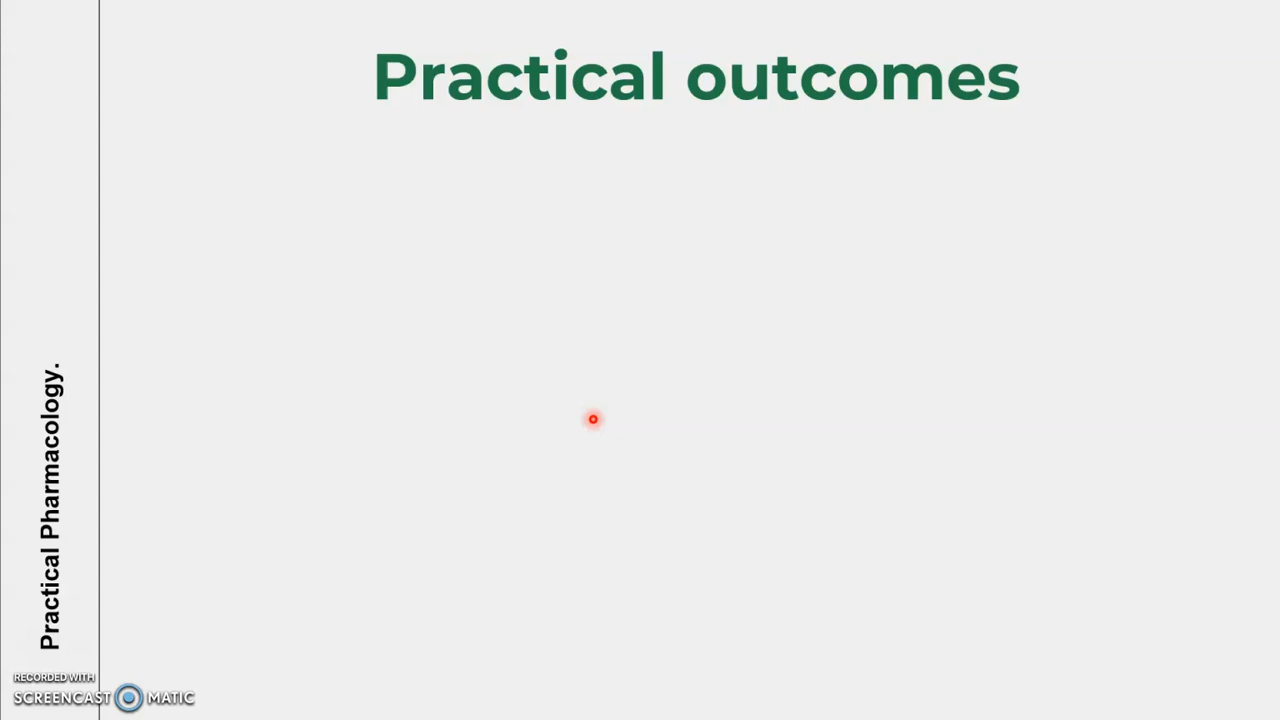 Practical outcomes
Practical Pharmacology.
RECORDED WITH
SCREENCAST MATIC